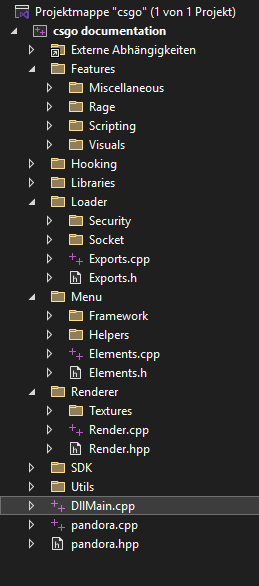 Projektmappe "csgo" (1 von 1 Projekt)
csgo documentation
Externe Abhängigkeiten
Features
Miscellaneous
Rage
Scripting
Visuals
Hooking
Libraries
Loader
Security
Socket
Exports.cpp
Exports.h
Menu
Framework
Helpers
Elements.cpp
Elements.h
Renderer
Textures
Render.cpp
Render.hpp
SDK
Utils
DllMain.cpp
pandora.cpp
pandora.hpp